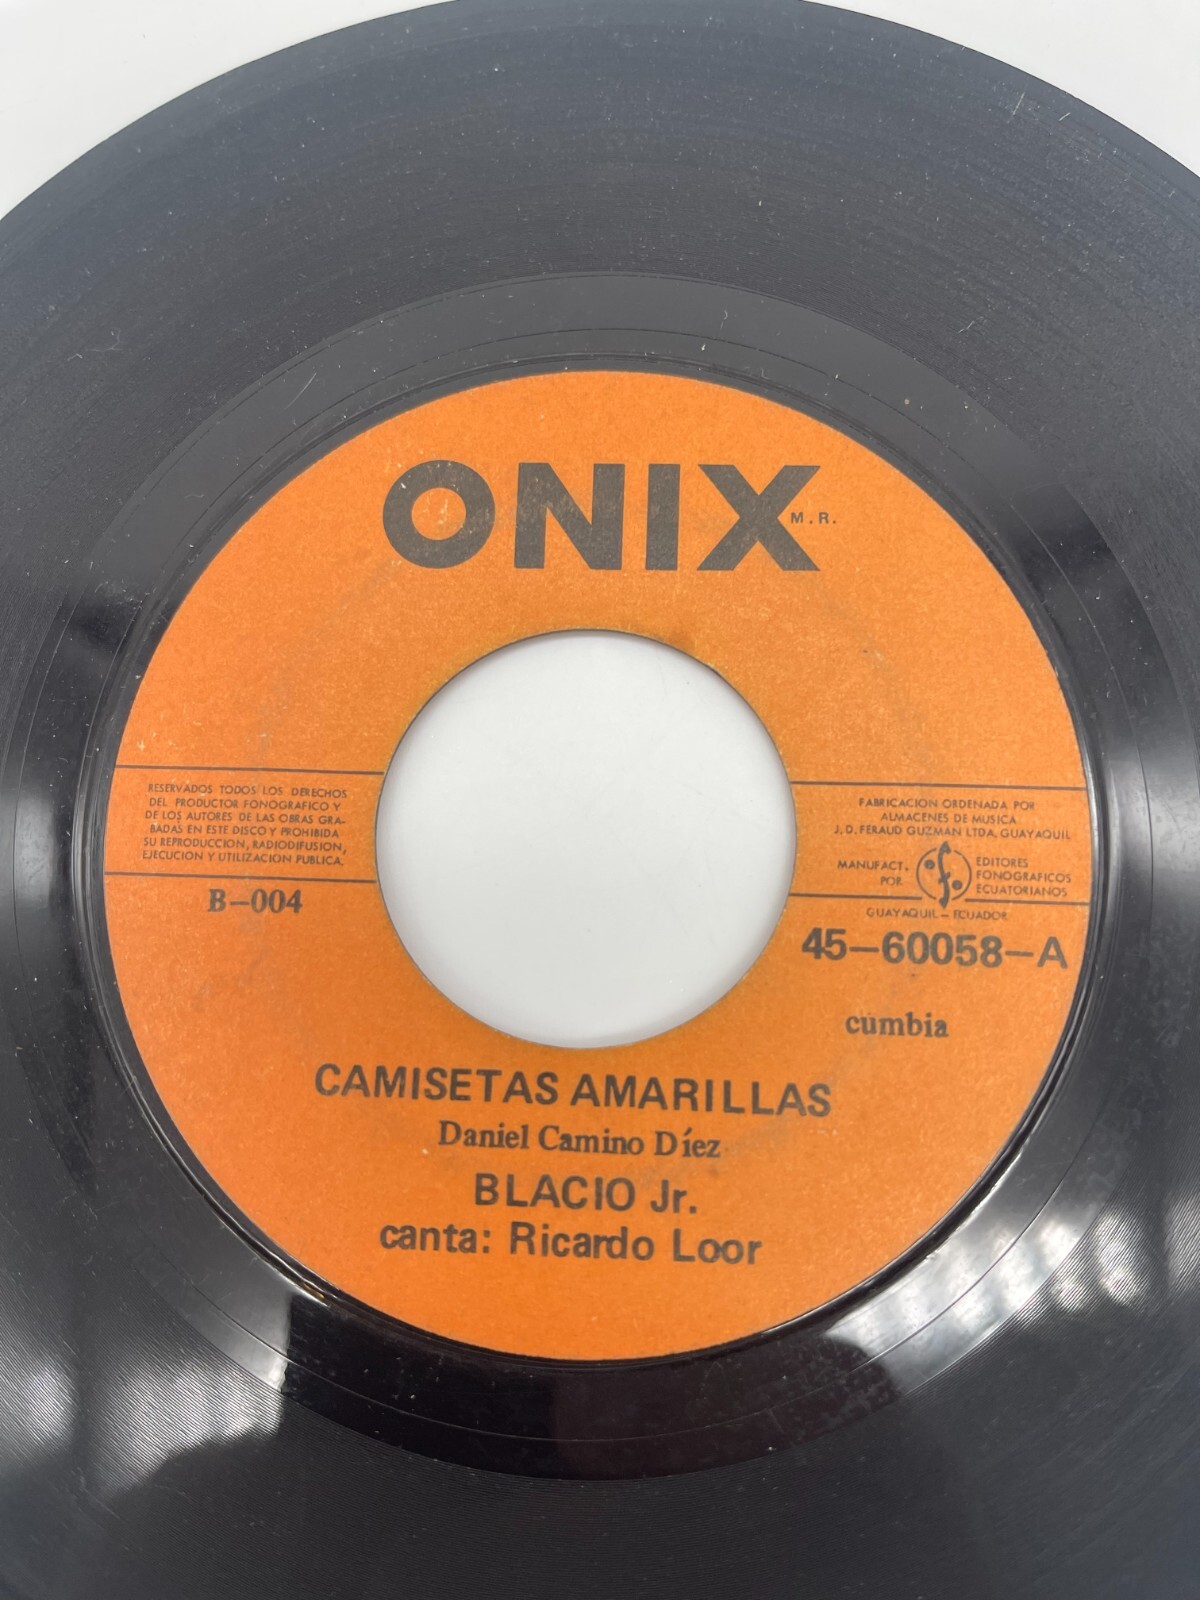 ONIX M.R.
RESERVADOS TODOS LOS DERECHOS
DEL PRODUCTOR FONOGRAFICO Y
DE LOS AUTORES DE LAS OBRAS GRA-
BADAS EN ESTE DISCO Y PROHIBIDA
SU REPRODUCCION, RADIODIFUSION,
EJECUCION Y UTILIZACION PUBLICA.
B-004
FABRICACION ORDENADA POR
ALMACENES DE MUSICA
J. D. FERAUD GUZMAN LTDA, GUAYAQUIL
MANUFACT.
POR
EDITORES
FONOGRAFICOS
ECUATORIANOS
GUAYAQUIL - ECUADOR
45-60058-A
cumbia
CAMISETAS AMARILLAS
Daniel Camino Díez
BLACIO Jr.
canta: Ricardo Loor